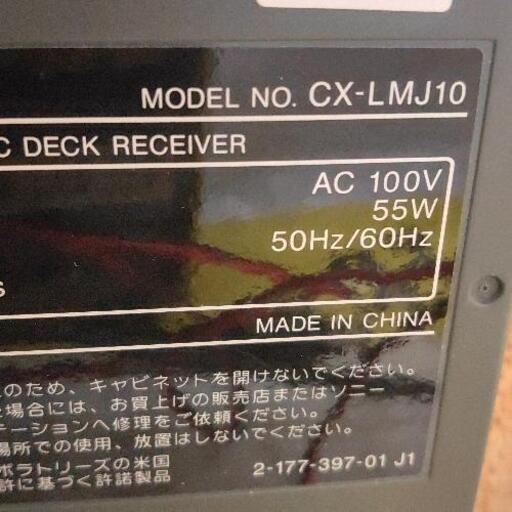 MODEL NO. CX-LMJ10
C DECK RECEIVER
AC 100V
55W
50Hz/60Hz
S
MADE IN CHINA
のため、キャビネットを開けないでください。
場合には、お買上げの販売店またはソニー
ーションへ修理をご依頼ください。
場所での使用、放置はしないでください。
ボラトリーズの米国
許に基づく許諾製品
2-177-397-01 J1